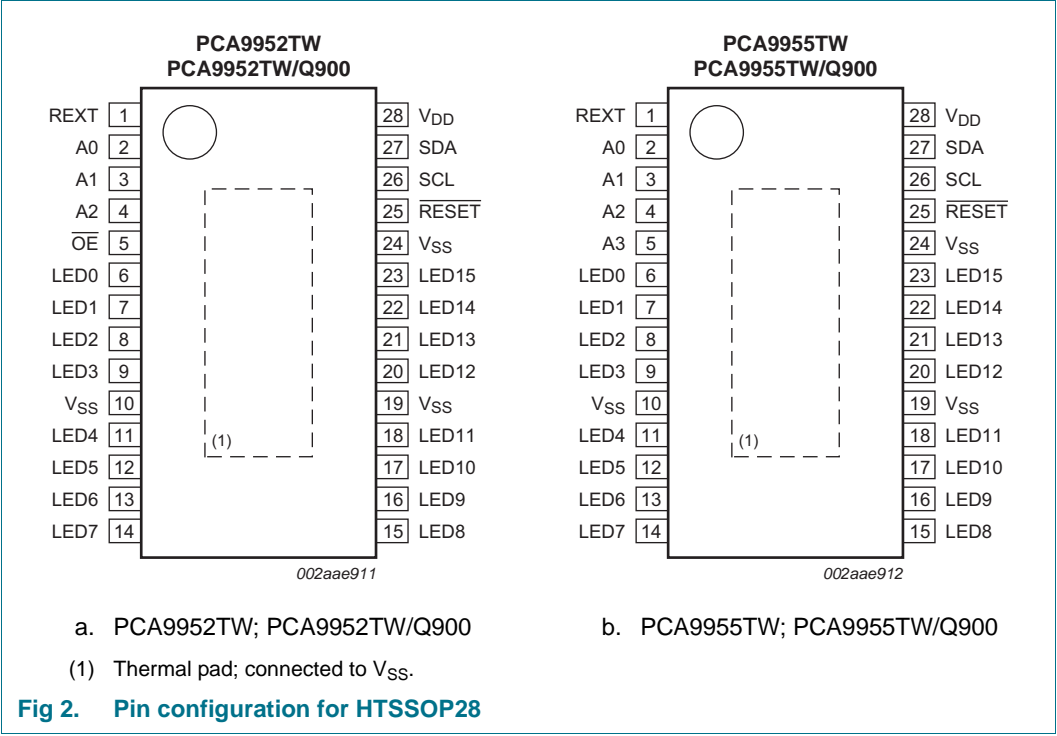 PCA9952TW
PCA9952TW/Q900
REXT 1
A0 2
A1 3
A2 4
O̅E̅ 5
LED0 6
LED1 7
LED2 8
LED3 9
VSS 10
LED4 11
LED5 12
LED6 13
LED7 14
28 VDD
27 SDA
26 SCL
25 R̅E̅S̅E̅T̅
24 VSS
23 LED15
22 LED14
21 LED13
20 LED12
19 VSS
18 LED11
17 LED10
16 LED9
15 LED8
(1)
002aae911
PCA9955TW
PCA9955TW/Q900
REXT 1
A0 2
A1 3
A2 4
A3 5
LED0 6
LED1 7
LED2 8
LED3 9
VSS 10
LED4 11
LED5 12
LED6 13
LED7 14
28 VDD
27 SDA
26 SCL
25 R̅E̅S̅E̅T̅
24 VSS
23 LED15
22 LED14
21 LED13
20 LED12
19 VSS
18 LED11
17 LED10
16 LED9
15 LED8
(1)
002aae912
a. PCA9952TW; PCA9952TW/Q900
b. PCA9955TW; PCA9955TW/Q900
(1) Thermal pad; connected to VSS.
Fig 2. Pin configuration for HTSSOP28